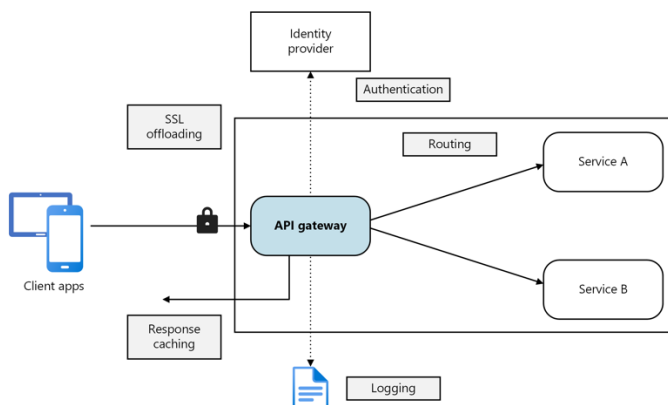 Identity
provider
Authentication
SSL
offloading
Routing
Service A
API gateway
Client apps
Service B
Response
caching
Logging